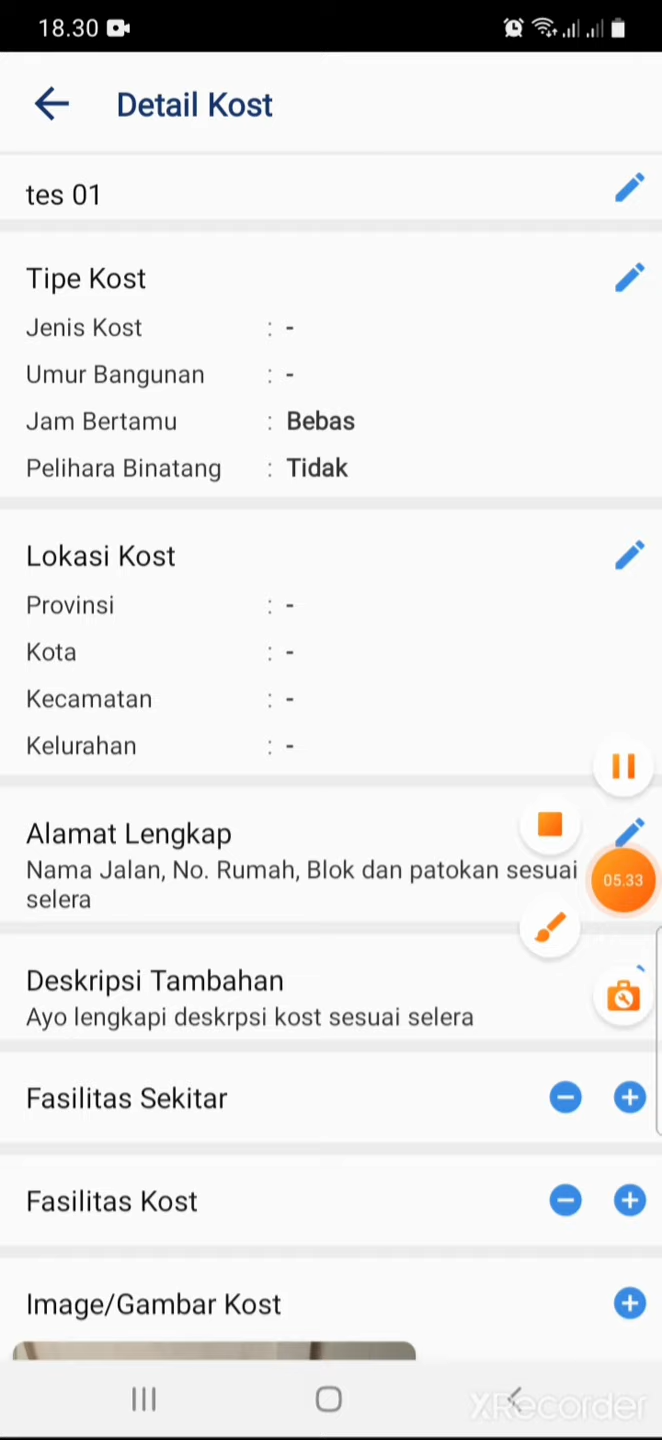 18.30
Detail Kost
tes 01
Tipe Kost
Jenis Kost : -
Umur Bangunan : -
Jam Bertamu : Bebas
Pelihara Binatang : Tidak
Lokasi Kost
Provinsi : -
Kota : -
Kecamatan : -
Kelurahan : -
Alamat Lengkap
Nama Jalan, No. Rumah, Blok dan patokan sesuai
selera
05.33
Deskripsi Tambahan
Ayo lengkapi deskrpsi kost sesuai selera
Fasilitas Sekitar
Fasilitas Kost
Image/Gambar Kost
XRecorder